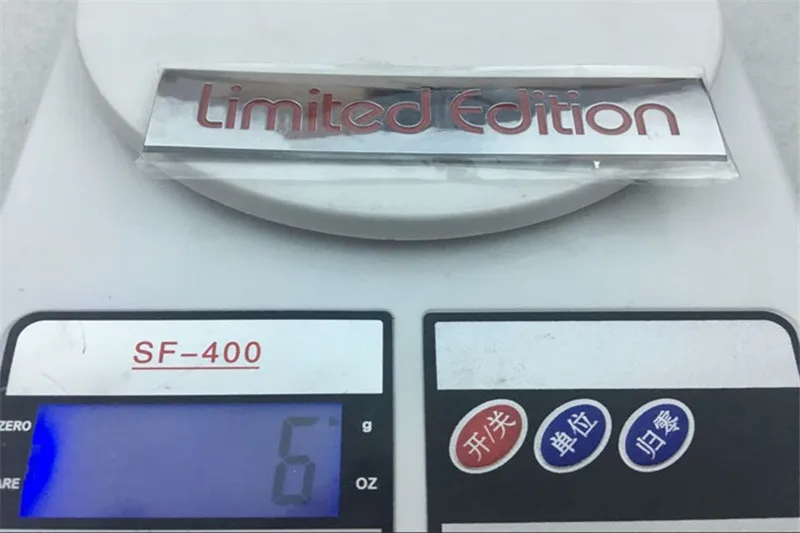 Limited Edition
SF-400
ZERO
g
6
ARE
OZ
开/关
单位
归零